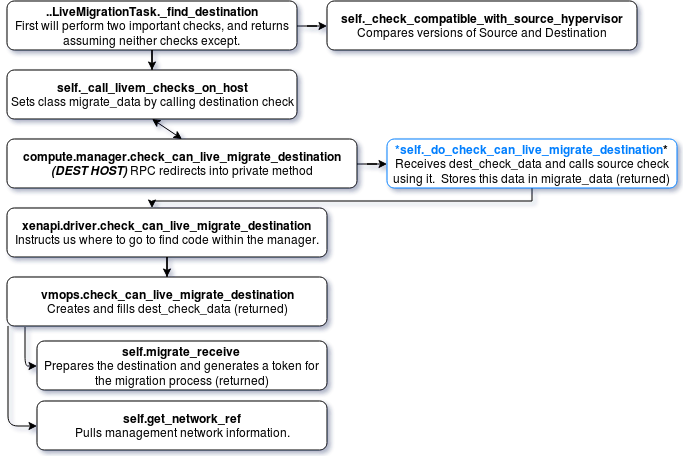 ..LiveMigrationTask._find_destination
First will perform two important checks, and returns
assuming neither checks except.
self._check_compatible_with_source_hypervisor
Compares versions of Source and Destination
self._call_livem_checks_on_host
Sets class migrate_data by calling destination check
compute.manager.check_can_live_migrate_destination
(DEST HOST) RPC redirects into private method
*self._do_check_can_live_migrate_destination*
Receives dest_check_data and calls source check
using it.  Stores this data in migrate_data (returned)
xenapi.driver.check_can_live_migrate_destination
Instructs us where to go to find code within the manager.
vmops.check_can_live_migrate_destination
Creates and fills dest_check_data (returned)
self.migrate_receive
Prepares the destination and generates a token for
the migration process (returned)
self.get_network_ref
Pulls management network information.